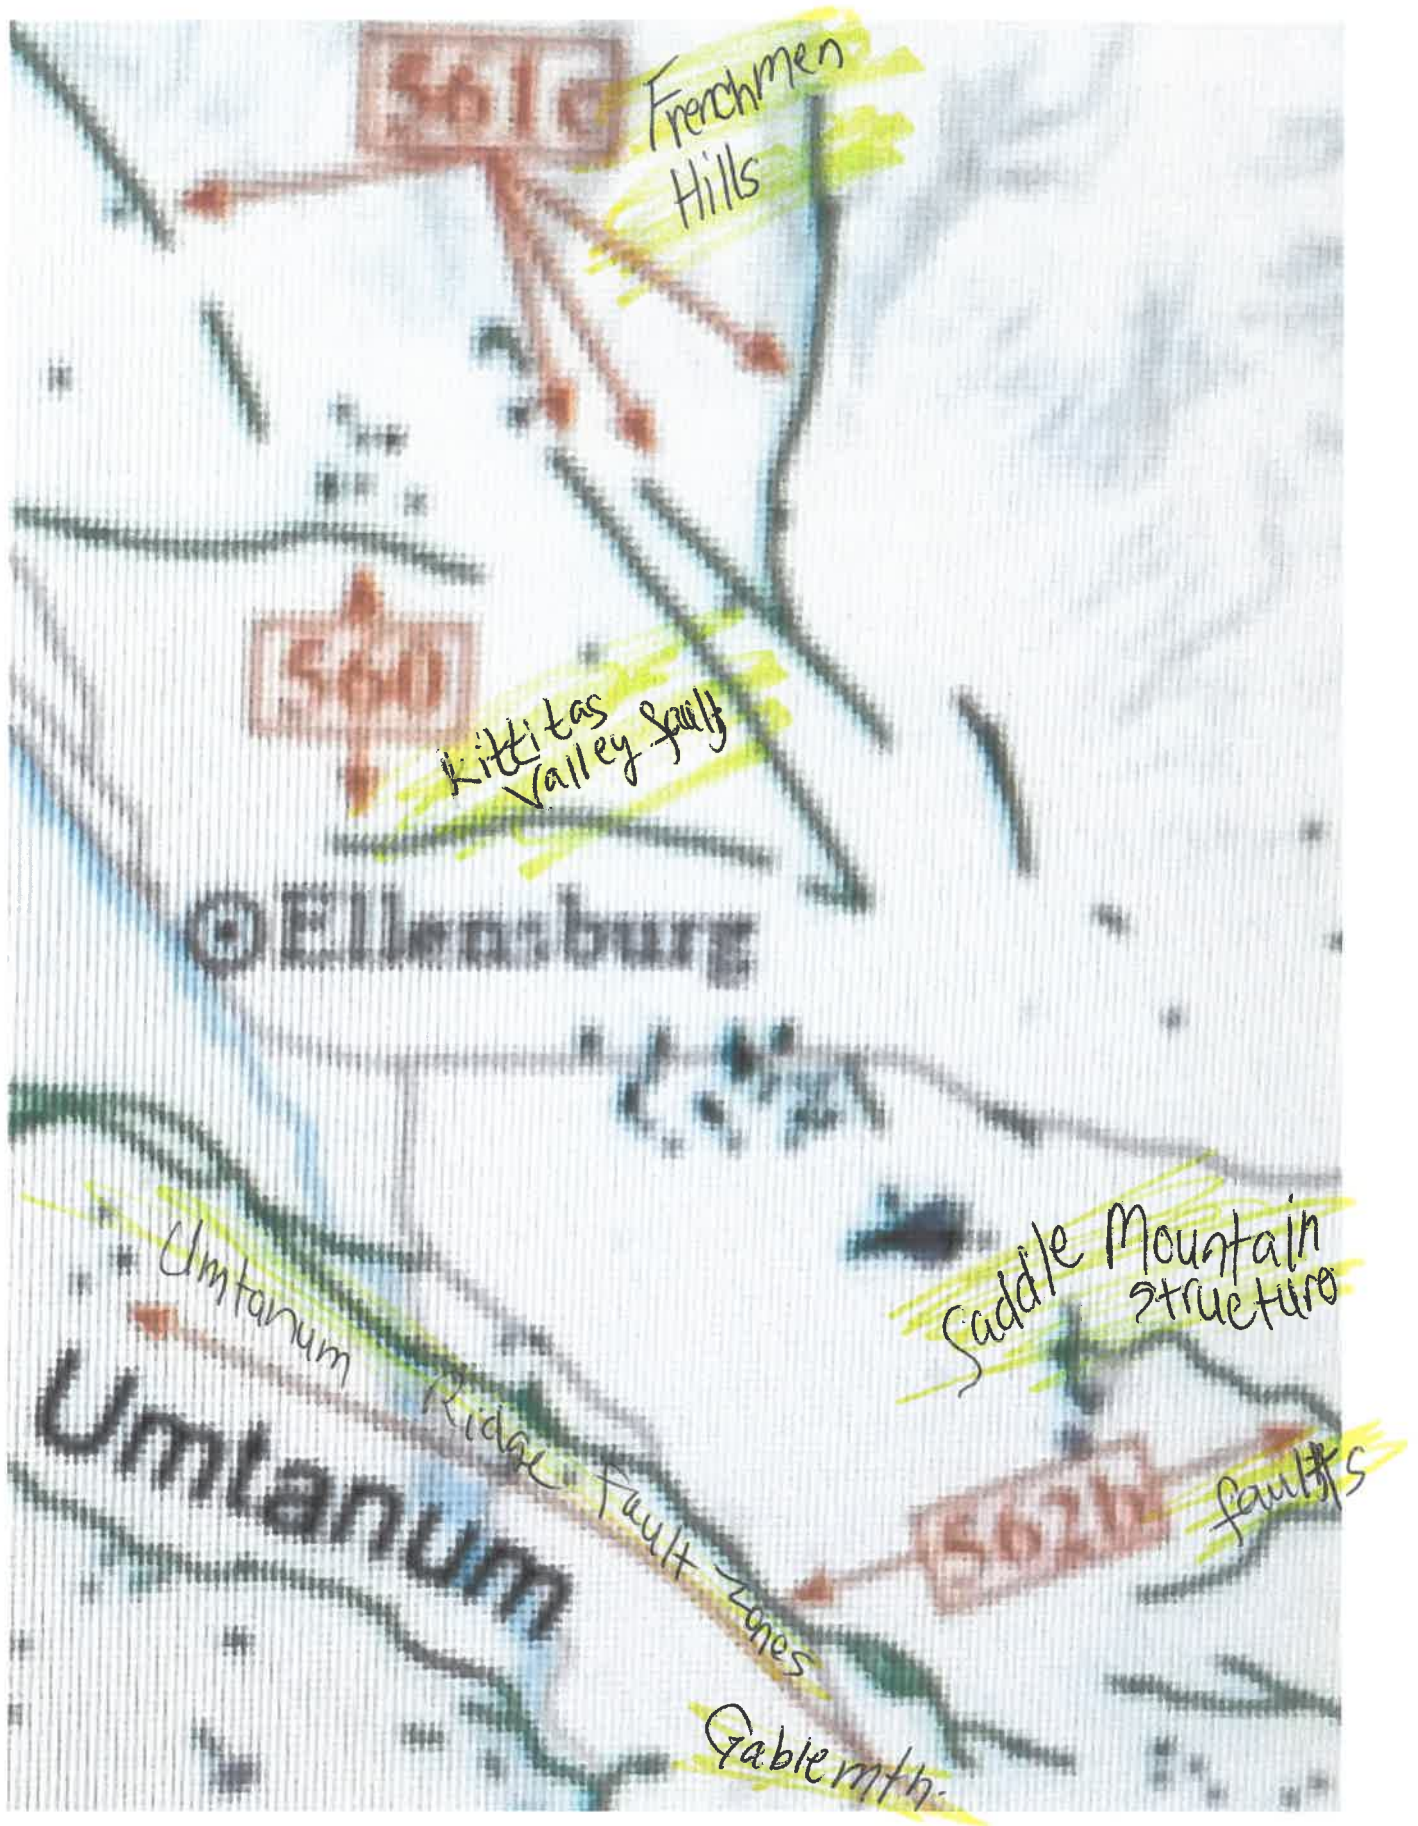 561c
Frenchmen
Hills
560
Kittitas
Valley fault
Ellensburg
Saddle Mountain
Structure
faults
562b
Umtanum Ridge Fault Zones
Umtanum
Gable mtn.